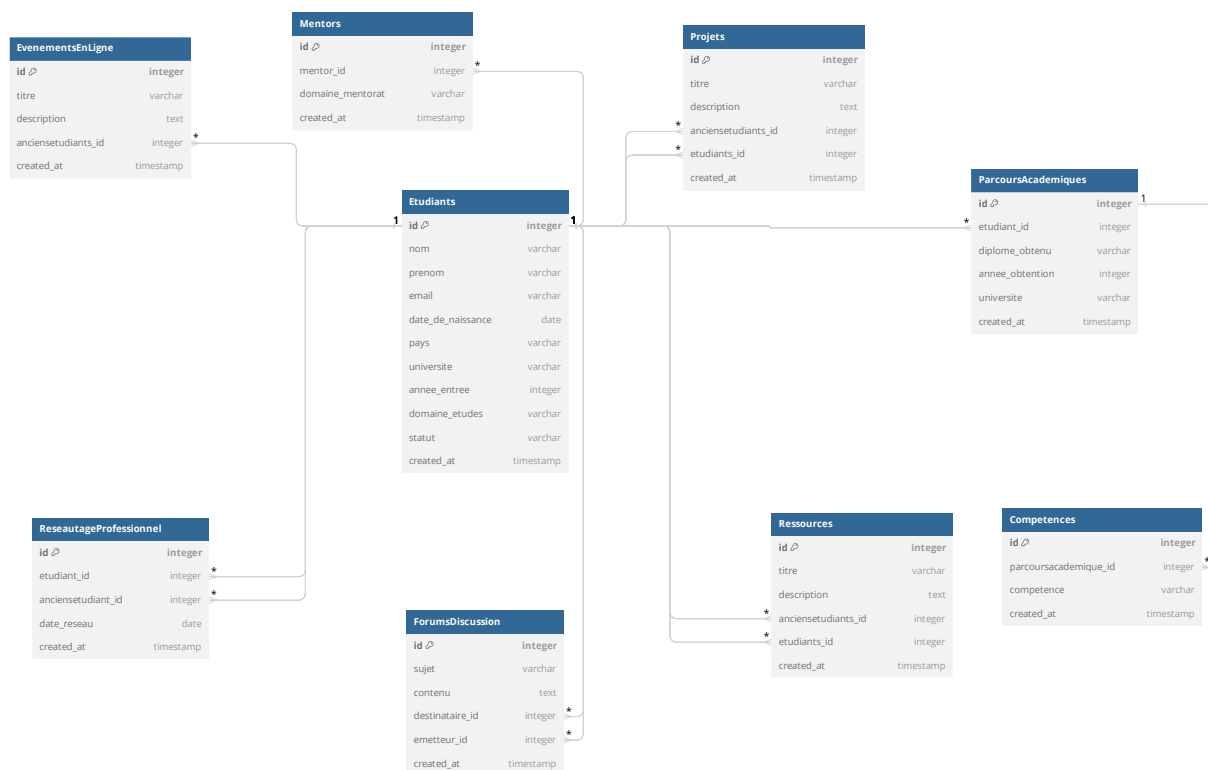 Mentors
id integer
mentor_id integer *
domaine_mentorat varchar
created_at timestamp
EvenementsEnLigne
id integer
titre varchar
description text
anciensetudiants_id integer *
created_at timestamp
Projets
id integer
titre varchar
description text
* anciensetudiants_id integer
* etudiants_id integer
created_at timestamp
ParcoursAcademiques
id integer 1
* etudiant_id integer
diplome_obtenu varchar
annee_obtention integer
universite varchar
created_at timestamp
Etudiants
1 id integer 1
nom varchar
prenom varchar
email varchar
date_de_naissance date
pays varchar
universite varchar
annee_entree integer
domaine_etudes varchar
statut varchar
created_at timestamp
ReseautageProfessionnel
id integer
etudiant_id integer *
anciensetudiant_id integer *
date_reseau date
created_at timestamp
ForumsDiscussion
id integer
sujet varchar
contenu text
destinataire_id integer *
emetteur_id integer *
created_at timestamp
Ressources
id integer
titre varchar
description text
* anciensetudiants_id integer
* etudiants_id integer
created_at timestamp
Competences
id integer
parcoursacademique_id integer *
competence varchar
created_at timestamp